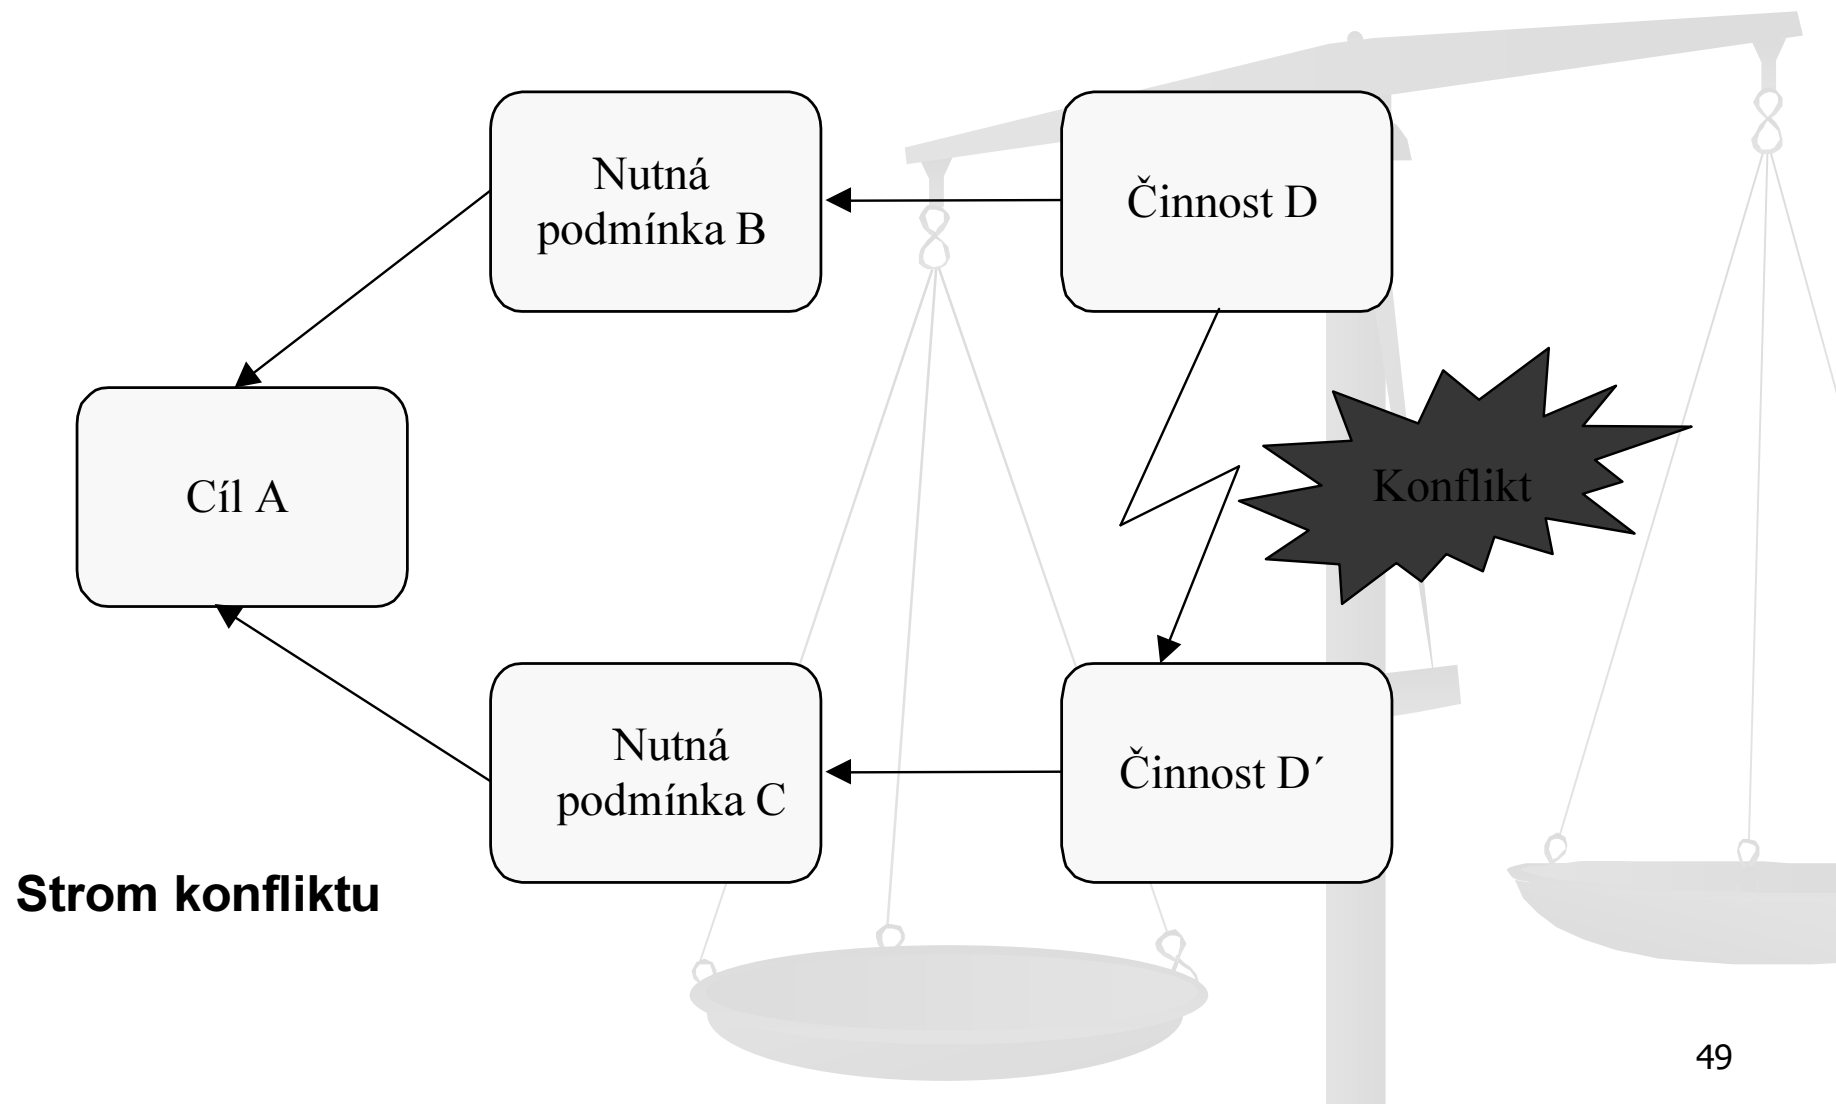 Nutná
podmínka B
Činnost D
Cíl A
Konflikt
Nutná
podmínka C
Činnost D´
Strom konfliktu
49